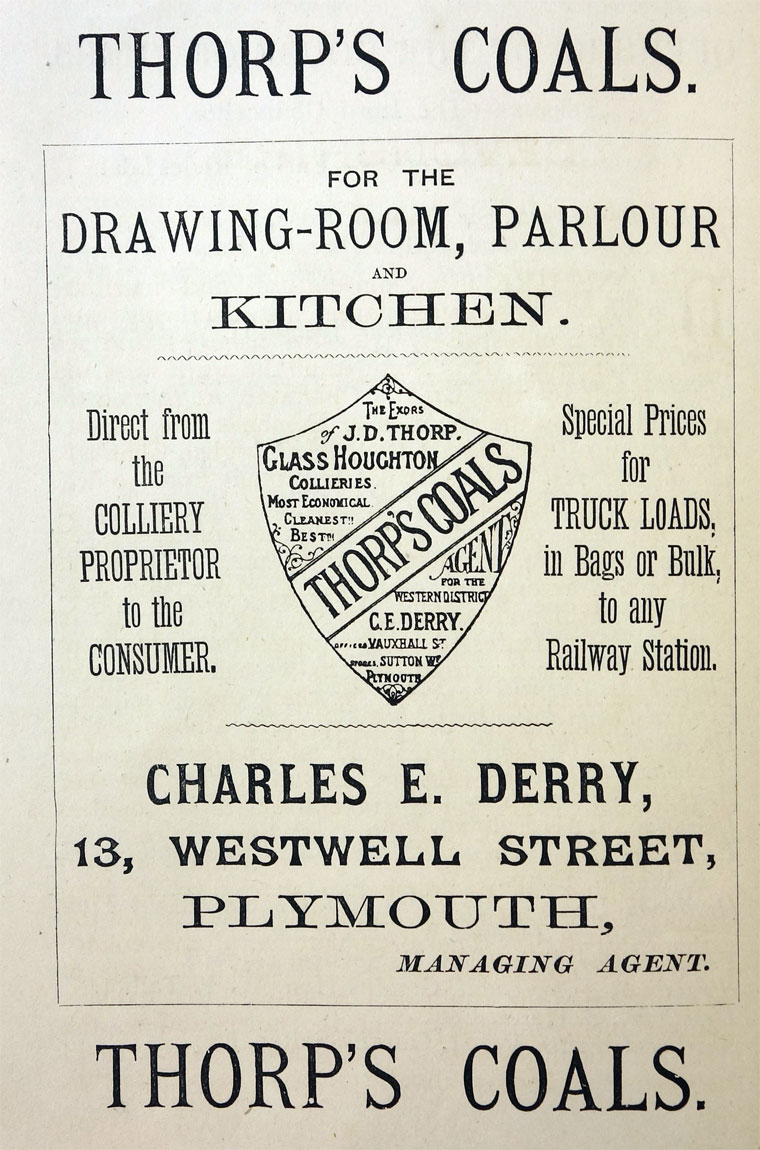 THORP'S COALS.
FOR THE
DRAWING-ROOM, PARLOUR
AND
KITCHEN.
Direct from
the
COLLIERY
PROPRIETOR
to the
CONSUMER.
THE EXORS
of J.D. THORP.
GLASS HOUGHTON
COLLIERIES.
MOST ECONOMICAL.
CLEANEST!!
BEST!!!
THORP'S COALS
AGENT
FOR THE
WESTERN DISTRICT
C.E. DERRY.
OFFICES VAUXHALL ST
STORES, SUTTON WF
PLYMOUTH
Special Prices
for
TRUCK LOADS,
in Bags or Bulk,
to any
Railway Station.
CHARLES E. DERRY,
13, WESTWELL STREET,
PLYMOUTH,
MANAGING AGENT.
THORP'S COALS.